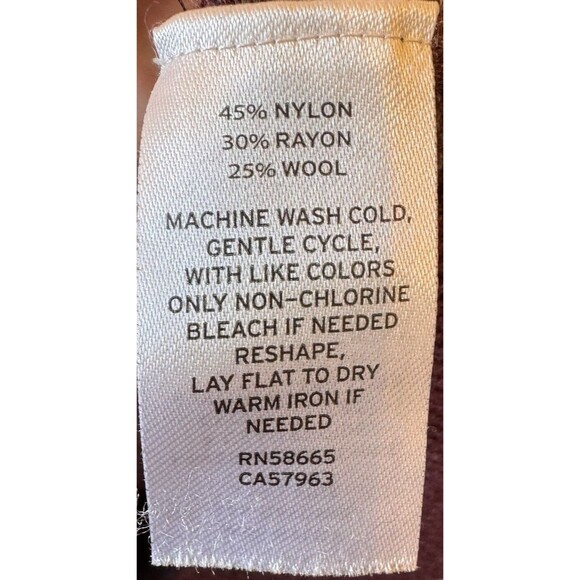 45% NYLON
30% RAYON
25% WOOL
MACHINE WASH COLD,
GENTLE CYCLE,
WITH LIKE COLORS
ONLY NON-CHLORINE
BLEACH IF NEEDED
RESHAPE,
LAY FLAT TO DRY
WARM IRON IF
NEEDED
RN58665
CA57963